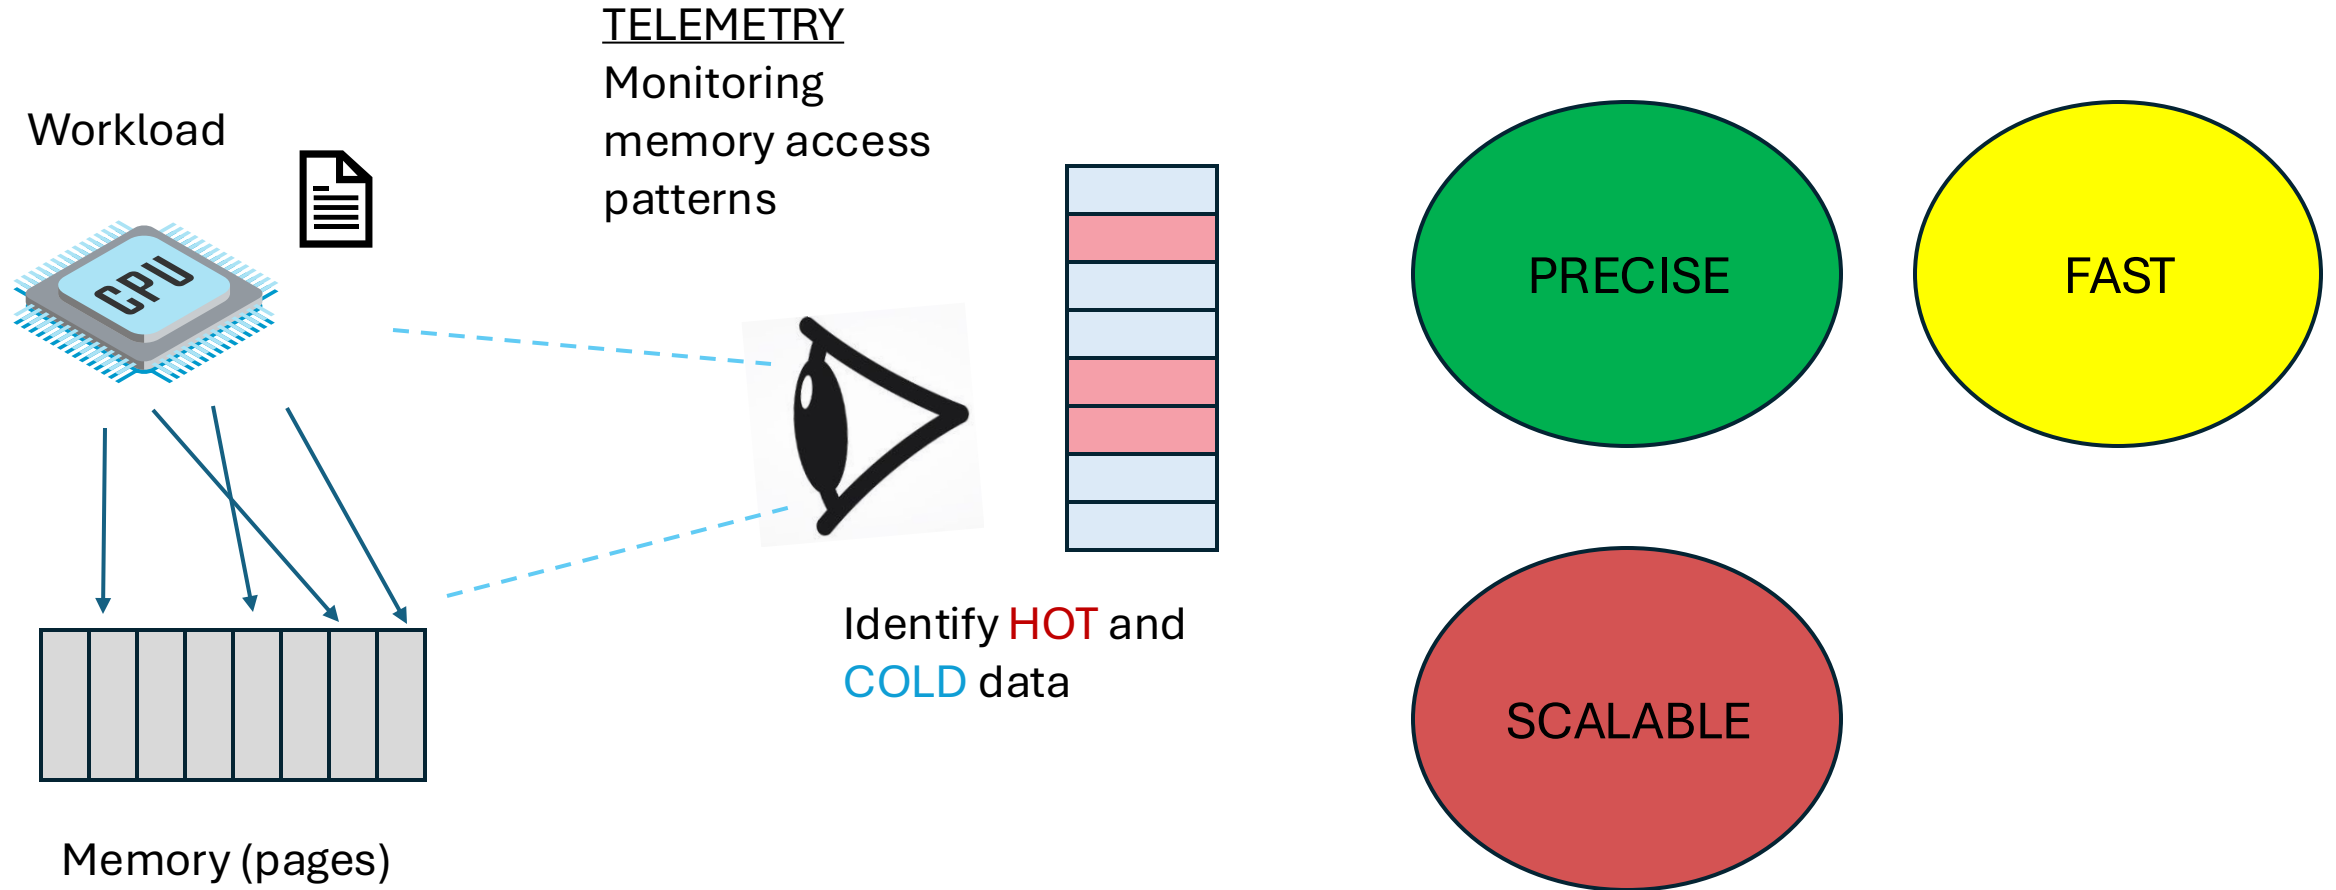 TELEMETRY
Monitoring
memory access
patterns
Workload
CPU
Memory (pages)
Identify HOT and
COLD data
PRECISE
FAST
SCALABLE